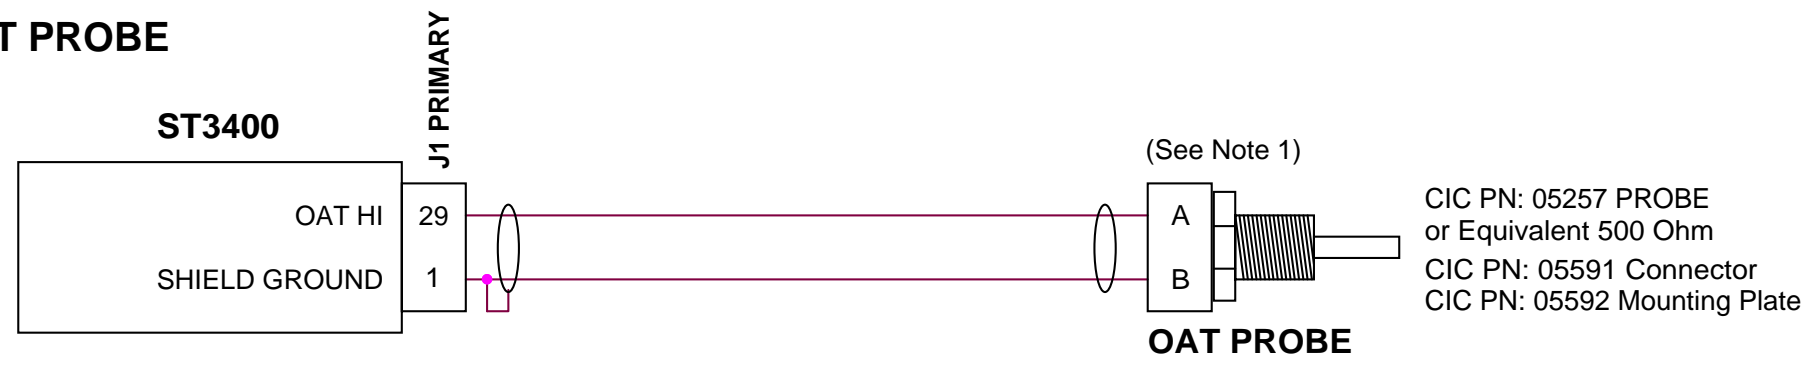 T PROBE
J1 PRIMARY
ST3400
(See Note 1)
OAT HI
29
A
SHIELD GROUND
1
B
CIC PN: 05257 PROBE
or Equivalent 500 Ohm
CIC PN: 05591 Connector
CIC PN: 05592 Mounting Plate
OAT PROBE